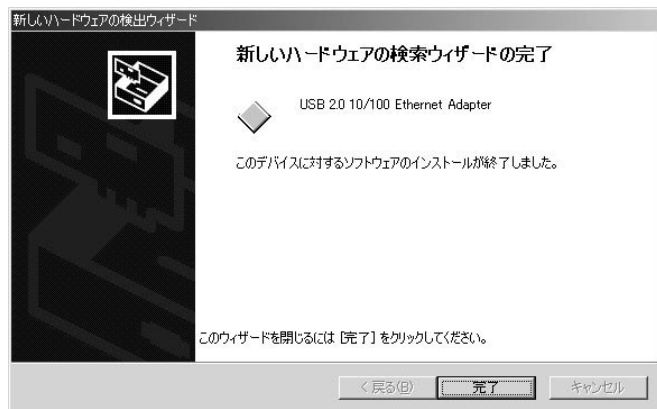 新しいハードウェアの検出ウィザード
新しいハードウェアの検索ウィザードの完了
USB 2.0 10/100 Ethernet Adapter
このデバイスに対するソフトウェアのインストールが終了しました。
このウィザードを閉じるには [完了] をクリックしてください。
< 戻る(B) 完了 キャンセル